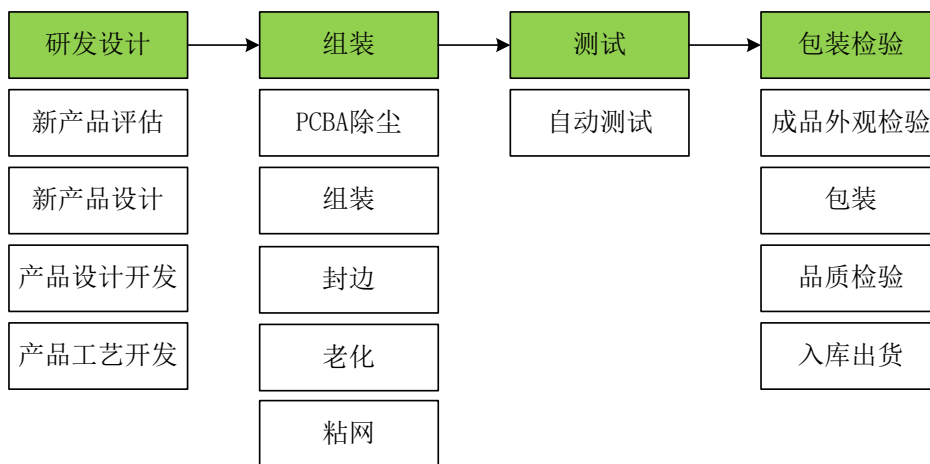 研发设计
组装
测试
包装检验
新产品评估
PCBA除尘
自动测试
成品外观检验
新产品设计
组装
包装
产品设计开发
封边
品质检验
产品工艺开发
老化
入库出货
粘网